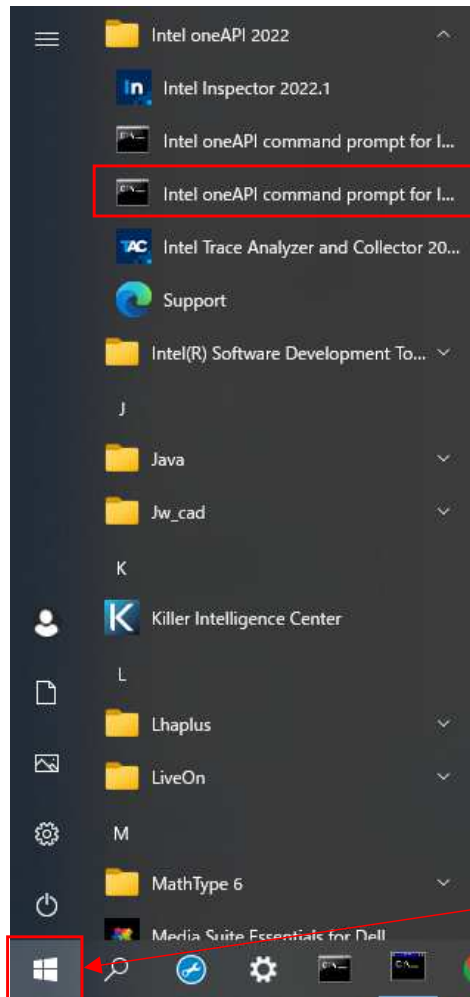 Intel oneAPI 2022
Intel Inspector 2022.1
Intel oneAPI command prompt for I...
Intel oneAPI command prompt for I...
Intel Trace Analyzer and Collector 20...
Support
Intel(R) Software Development To...
J
Java
Jw_cad
K
Killer Intelligence Center
L
Lhaplus
LiveOn
M
MathType 6
Media Suite Essentials for Dell